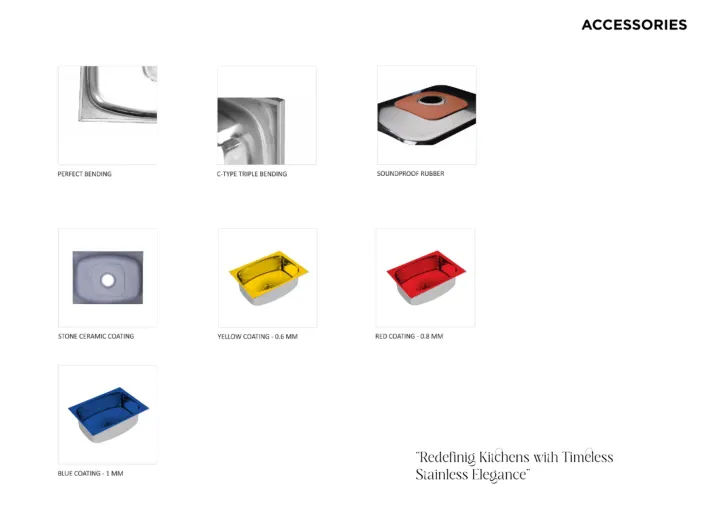 ACCESSORIES
PERFECT BENDING
C-TYPE TRIPLE BENDING
SOUNDPROOF RUBBER
STONE CERAMIC COATING
YELLOW COATING - 0.6 MM
RED COATING - 0.8 MM
BLUE COATING - 1 MM
"Redefinig Kitchens with Timeless
Stainless Elegance"